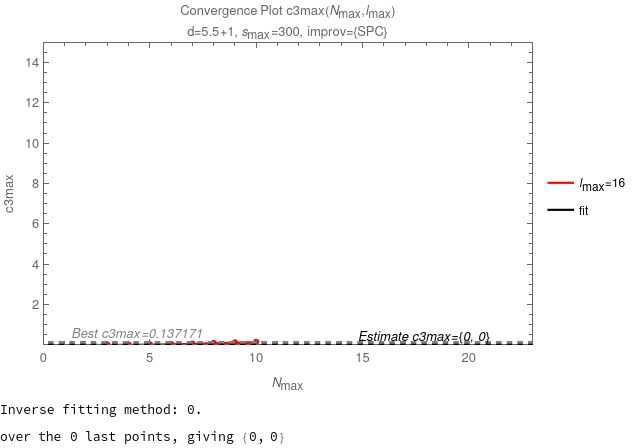 Convergence Plot c3max(Nmax,lmax)
d=5.5+1, smax=300, improv={SPC}
14
12
10
8
6
4
2
c3max
lmax=16
fit
Best c3max=0.137171
Estimate c3max={0, 0}
0
5
10
15
20
Nmax
Inverse fitting method: 0.
over the 0 last points, giving {0, 0}